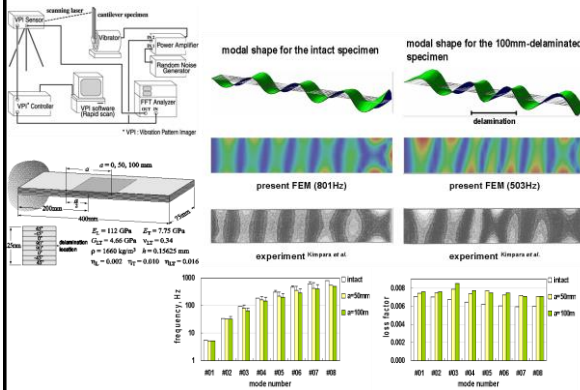 scanning laser
cantilever specimen
VPI
Sensor
Vibrator
Power Amplifier
Random Noise
Generator
FFT Analyzer
VPI* Controller
VPI software
(Rapid scan)
* VPI : Vibration Pattern Imager
a = 0, 50, 100 mm
a
200mm
400mm
75mm
25mm
delamination
location
E_L = 112 GPa E_T = 7.75 GPa
G_LT = 4.66 GPa ν_LT = 0.34
ρ = 1660 kg/m³ h = 0.15625 mm
η_L = 0.002 η_T = 0.010 η_LT = 0.016
modal shape for the intact specimen
present FEM (801Hz)
experiment Kimpara et al.
modal shape for the 100mm-delaminated
specimen
delamination
present FEM (503Hz)
experiment Kimpara et al.
frequency, Hz
1000
100
10
1
intact
a=50mm
a=100m
#01 #02 #03 #04 #05 #06 #07 #08
mode number
loss factor
0.008
0.006
0.004
0.002
0.000
intact
a=50mm
a=100m
#01 #02 #03 #04 #05 #06 #07 #08
mode number